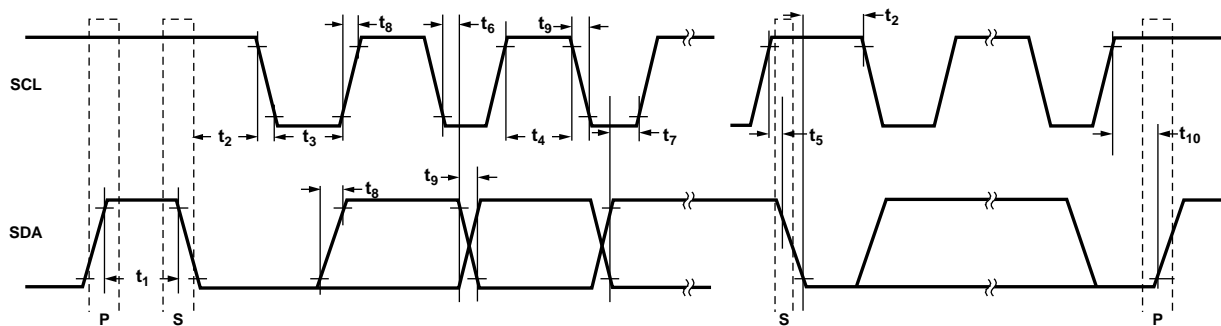 t8 t6 t9 t2
SCL
t2 t3 t4 t7 t5 t10
t9 t8
SDA
t1
P S S P